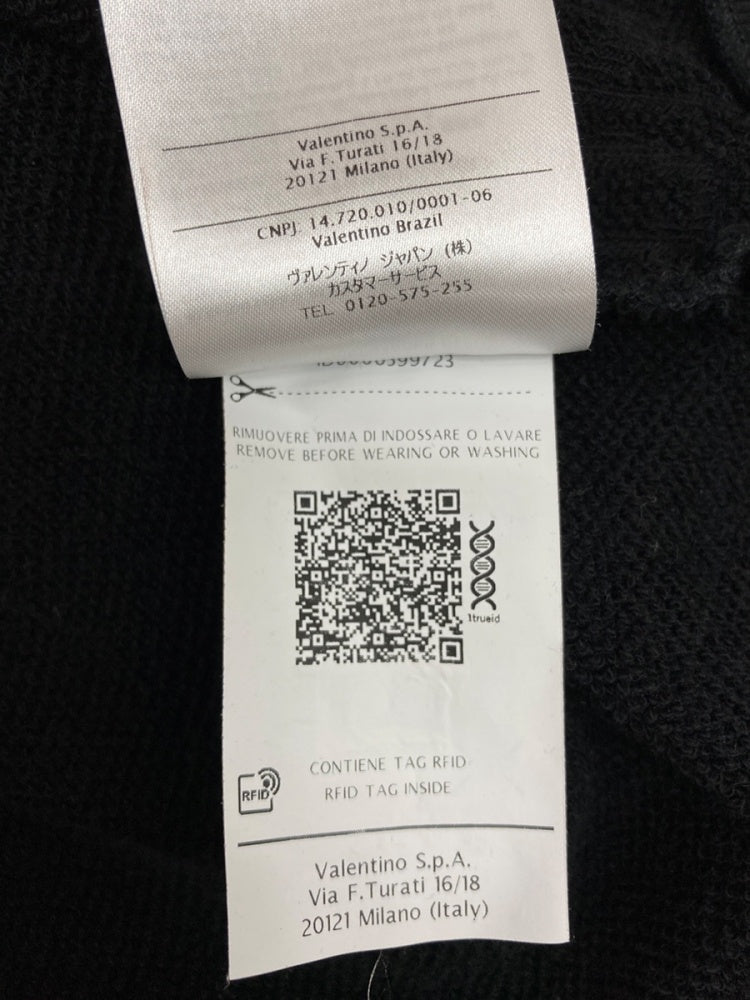 Valentino S.p.A.
Via F.Turati 16/18
20121 Milano (Italy)
CNPJ: 14.720.010/0001-06
Valentino Brazil
ヴァレンティノ ジャパン (株)
カスタマーサービス
TEL. 0120-575-255
RIMUOVERE PRIMA DI INDOSSARE O LAVARE
REMOVE BEFORE WEARING OR WASHING
1trueid
CONTIENE TAG RFID
RFID
RFID TAG INSIDE
Valentino S.p.A.
Via F.Turati 16/18
20121 Milano (Italy)